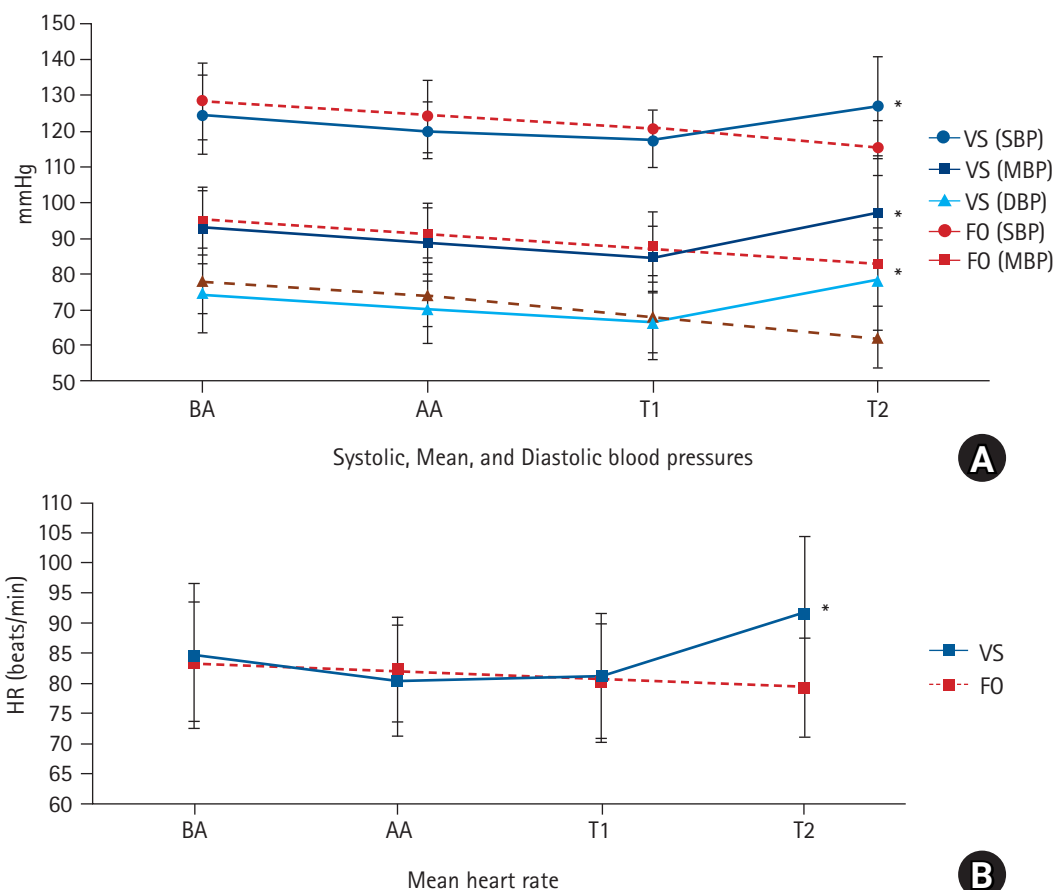 150
140
130
120
110
100
90
80
70
60
50
mmHg
*
*
*
BA AA T1 T2
VS (SBP)
VS (MBP)
VS (DBP)
FO (SBP)
FO (MBP)
Systolic, Mean, and Diastolic blood pressures
A
110
105
100
95
90
85
80
75
70
65
60
HR (beats/min)
*
BA AA T1 T2
VS
FO
Mean heart rate
B